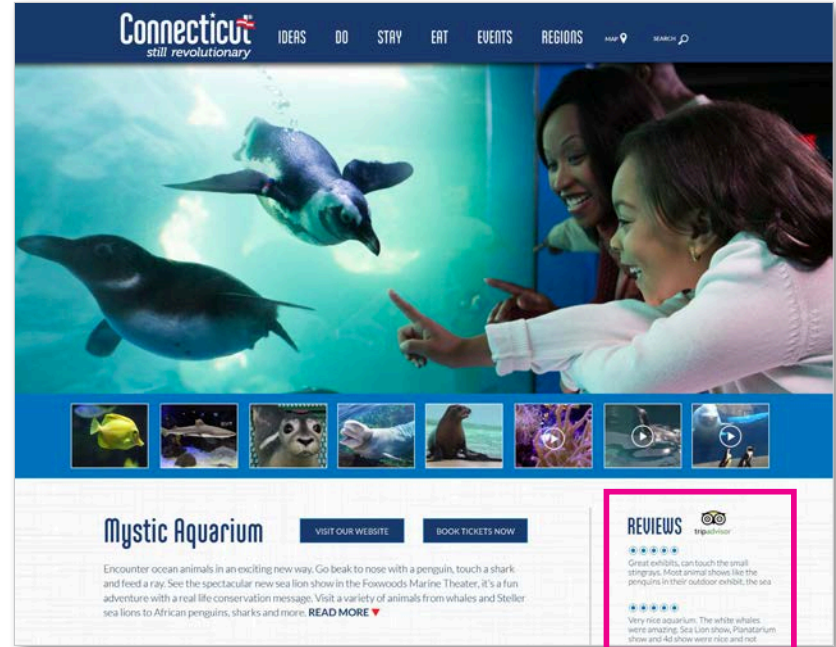 Connecticut
still revolutionary
IDEAS DO STAY EAT EVENTS REGIONS MAP SEARCH
Mystic Aquarium
VISIT OUR WEBSITE
BOOK TICKETS NOW
Encounter ocean animals in an exciting new way. Go beak to nose with a penguin, touch a shark
and feed a ray. See the spectacular new sea lion show in the Foxwoods Marine Theater, it's a fun
adventure with a real life conservation message. Visit a variety of animals from whales and Steller
sea lions to African penguins, sharks and more. READ MORE
REVIEWS
tripadvisor
Great exhibits, can touch the small
stingrays. Most animal shows like the
penquins in their outdoor exhibit, the sea
Very nice aquarium. The white whales
were amazing. Sea Lion show, Planatarium
show and 4d show were nice and not